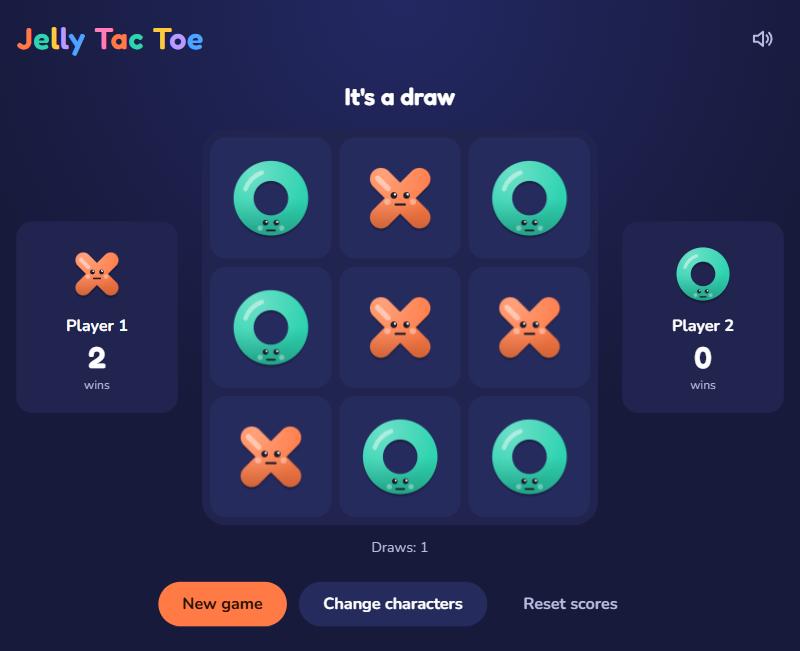 Jelly Tac Toe
It's a draw
Player 1
2
wins
Player 2
0
wins
Draws: 1
New game
Change characters
Reset scores